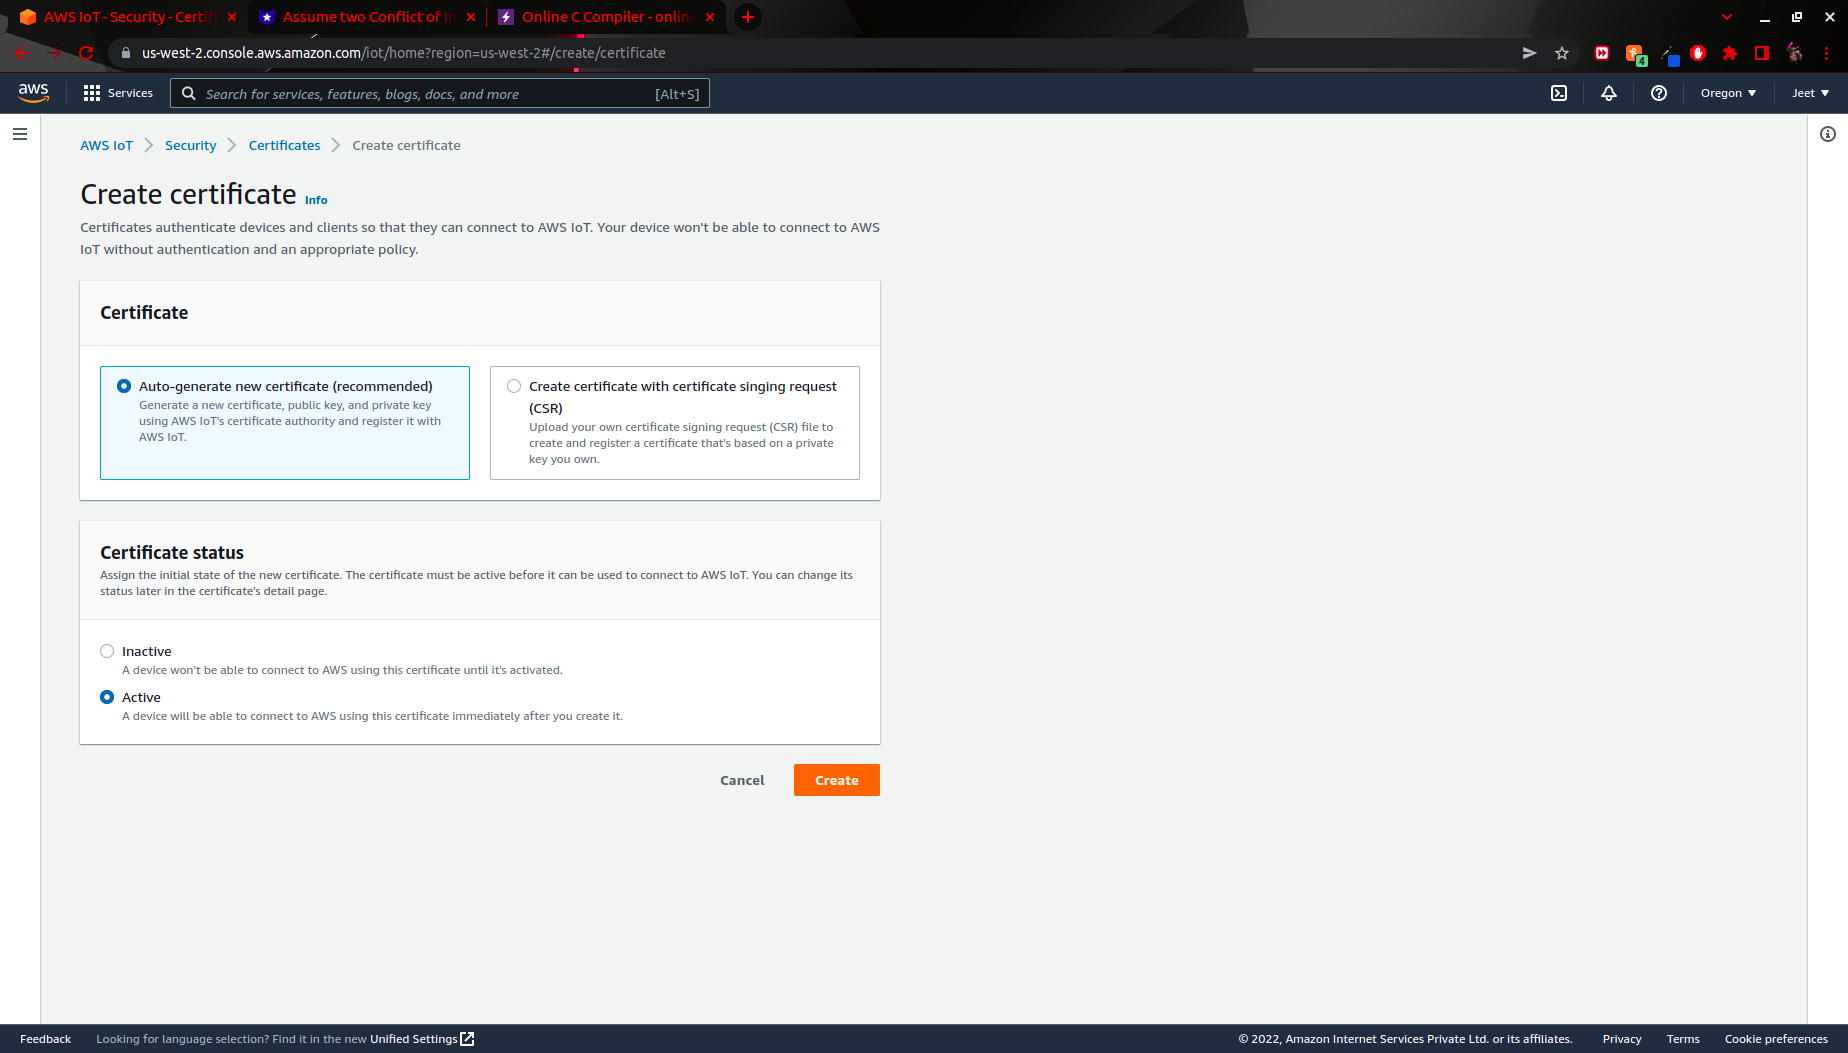 AWS IoT - Security - Certif
Assume two Conflict of In
Online C Compiler - online
us-west-2.console.aws.amazon.com/iot/home?region=us-west-2#/create/certificate
4
aws
Services
Search for services, features, blogs, docs, and more
[Alt+S]
Oregon
Jeet
AWS IoT
Security
Certificates
Create certificate
Create certificate Info
Certificates authenticate devices and clients so that they can connect to AWS IoT. Your device won't be able to connect to AWS
IoT without authentication and an appropriate policy.
Certificate
Auto-generate new certificate (recommended)
Generate a new certificate, public key, and private key
using AWS IoT's certificate authority and register it with
AWS IoT.
Create certificate with certificate singing request
(CSR)
Upload your own certificate signing request (CSR) file to
create and register a certificate that's based on a private
key you own.
Certificate status
Assign the initial state of the new certificate. The certificate must be active before it can be used to connect to AWS IoT. You can change its
status later in the certificate's detail page.
Inactive
A device won't be able to connect to AWS using this certificate until it's activated.
Active
A device will be able to connect to AWS using this certificate immediately after you create it.
Cancel
Create
Feedback
Looking for language selection? Find it in the new Unified Settings
© 2022, Amazon Internet Services Private Ltd. or its affiliates.
Privacy
Terms
Cookie preferences